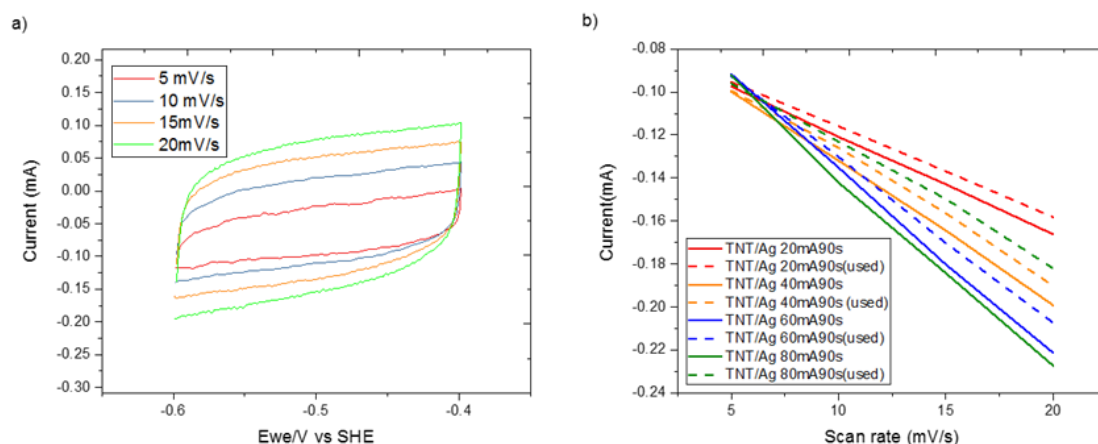 a)
0.20
0.15
0.10
0.05
0.00
-0.05
-0.10
-0.15
-0.20
-0.25
-0.30
Current (mA)
5 mV/s
10 mV/s
15mV/s
20mV/s
-0.6
-0.5
-0.4
Ewe/V vs SHE
b)
-0.08
-0.10
-0.12
-0.14
-0.16
-0.18
-0.20
-0.22
-0.24
Current(mA)
TNT/Ag 20mA90s
TNT/Ag 20mA90s(used)
TNT/Ag 40mA90s
TNT/Ag 40mA90s (used)
TNT/Ag 60mA90s
TNT/Ag 60mA90s(used)
TNT/Ag 80mA90s
TNT/Ag 80mA90s(used)
5
10
15
20
Scan rate (mV/s)